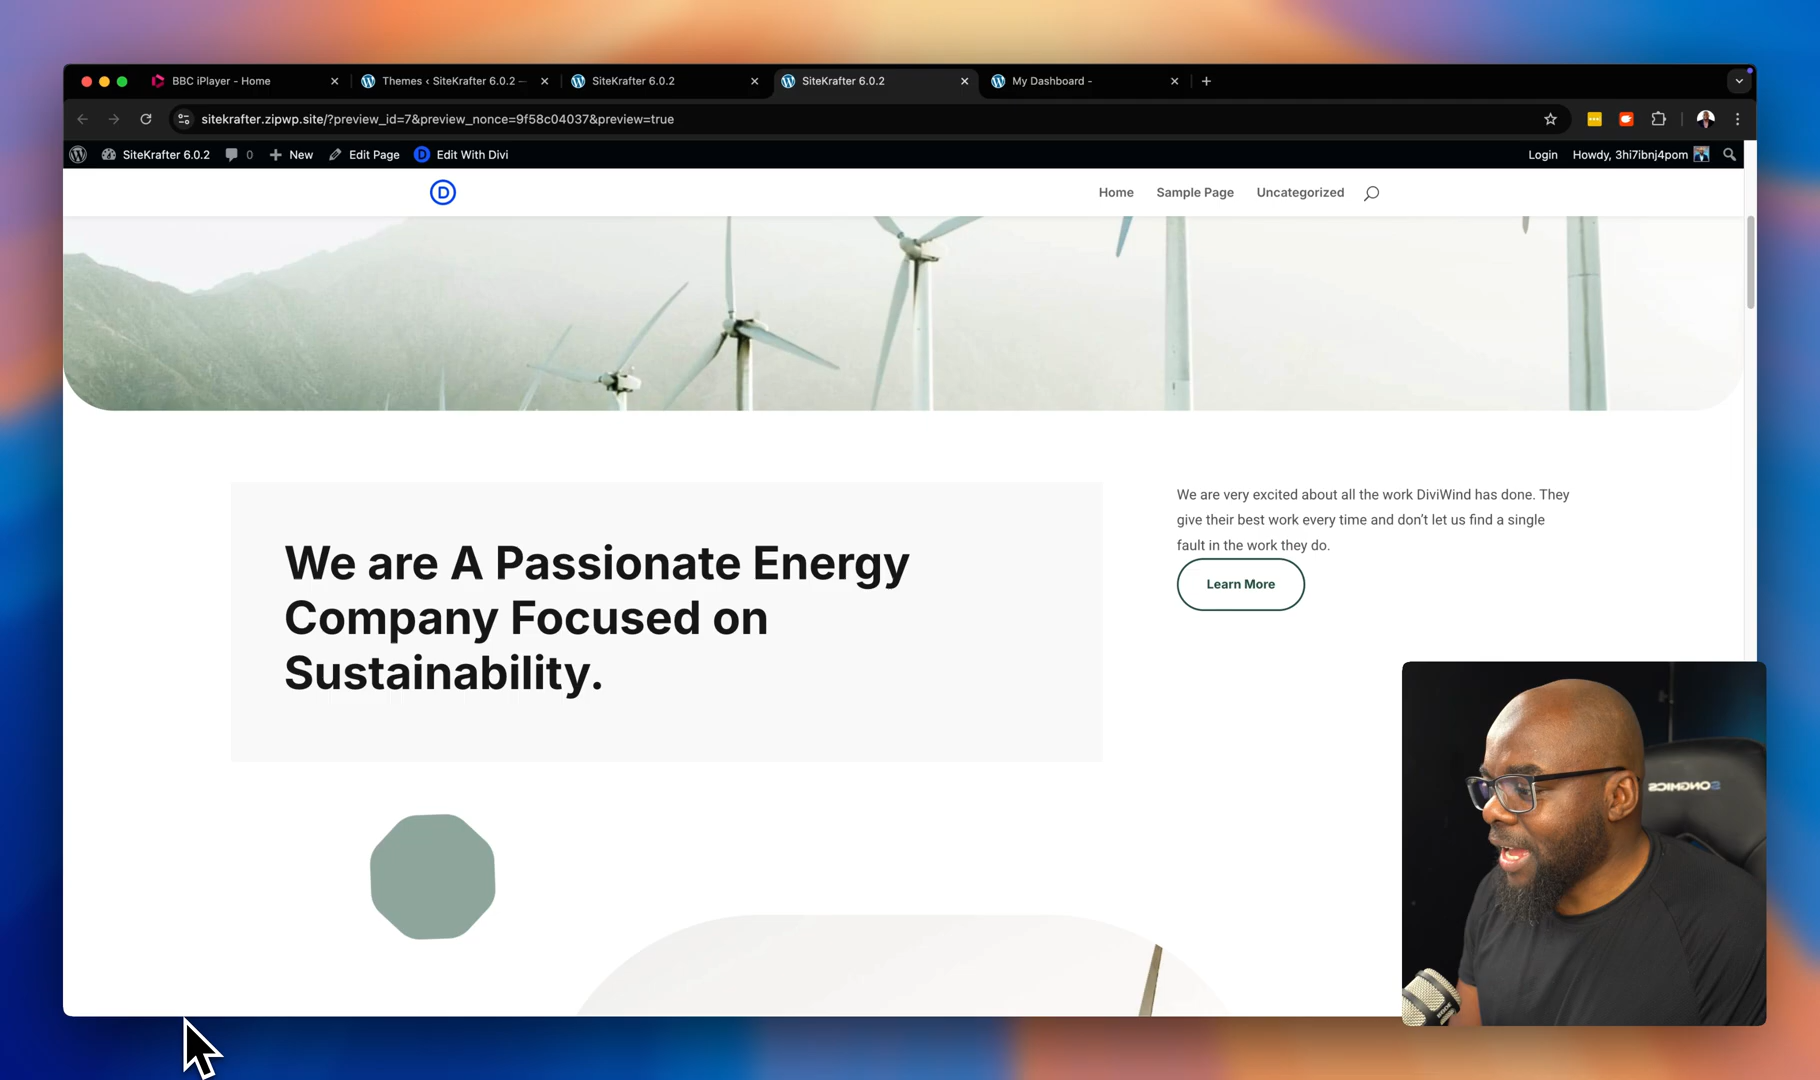 BBC iPlayer - Home
Themes ‹ SiteKrafter 6.0.2 —
SiteKrafter 6.0.2
SiteKrafter 6.0.2
My Dashboard -
sitekrafter.zipwp.site/?preview_id=7&preview_nonce=9f58c04037&preview=true
SiteKrafter 6.0.2
0
New
Edit Page
D
Edit With Divi
Login
Howdy, 3hi7ibnj4pom
D
Home
Sample Page
Uncategorized
We are A Passionate Energy
Company Focused on
Sustainability.
We are very excited about all the work DiviWind has done. They
give their best work every time and don't let us find a single
fault in the work they do.
Learn More
SONGMICS